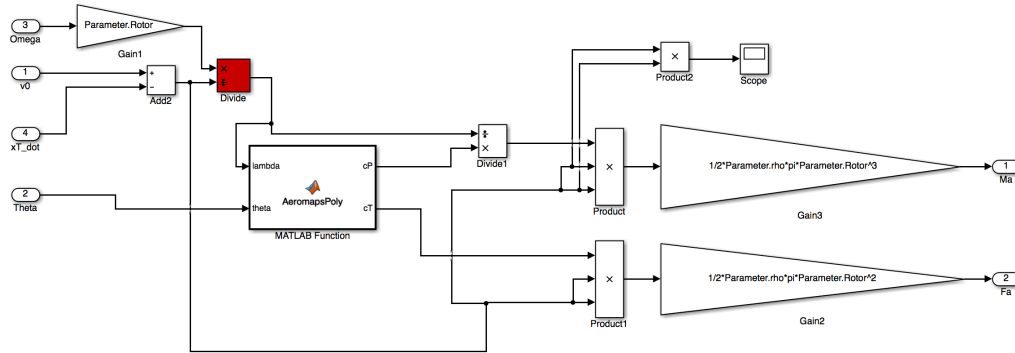 3
Omega
Parameter.Rotor
Gain1
1
v0
Add2
Divide
4
xT_dot
2
Theta
lambda
theta
cP
cT
AeromapsPoly
MATLAB Function
Divide1
Product2
Scope
Product
1/2*Parameter.rho*pi*Parameter.Rotor^3
Gain3
1
Ma
Product1
1/2*Parameter.rho*pi*Parameter.Rotor^2
Gain2
2
Fa